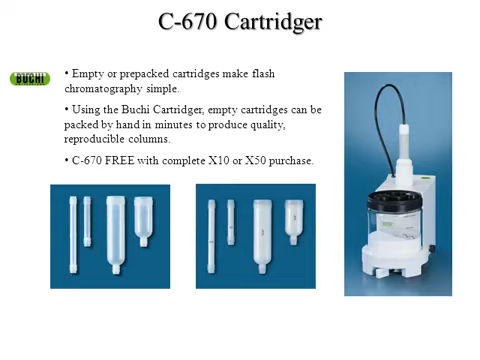 C-670 Cartridger
BUCHI
• Empty or prepacked cartridges make flash
chromatography simple.
• Using the Buchi Cartridger, empty cartridges can be
packed by hand in minutes to produce quality,
reproducible columns.
• C-670 FREE with complete X10 or X50 purchase.